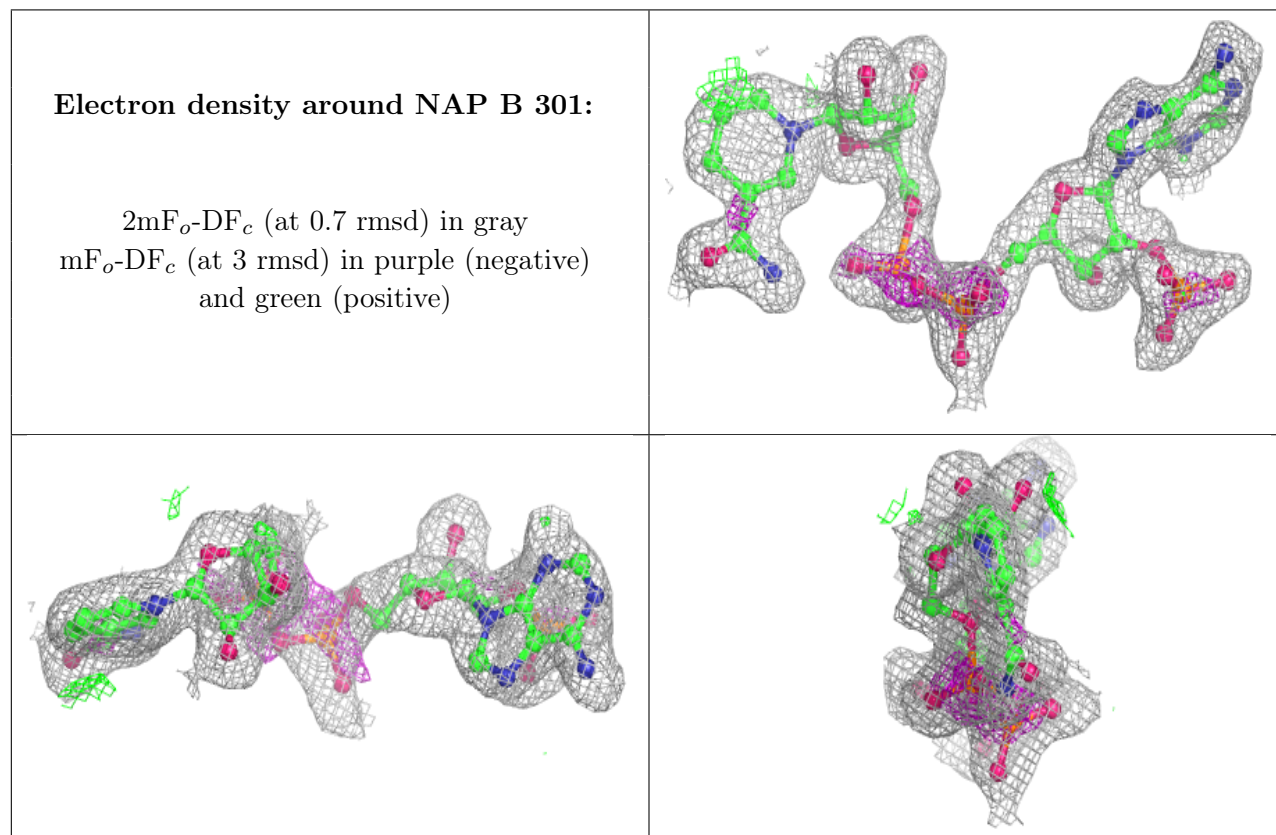 Electron density around NAP B 301:
2mFo-DFc (at 0.7 rmsd) in gray
mFo-DFc (at 3 rmsd) in purple (negative)
and green (positive)